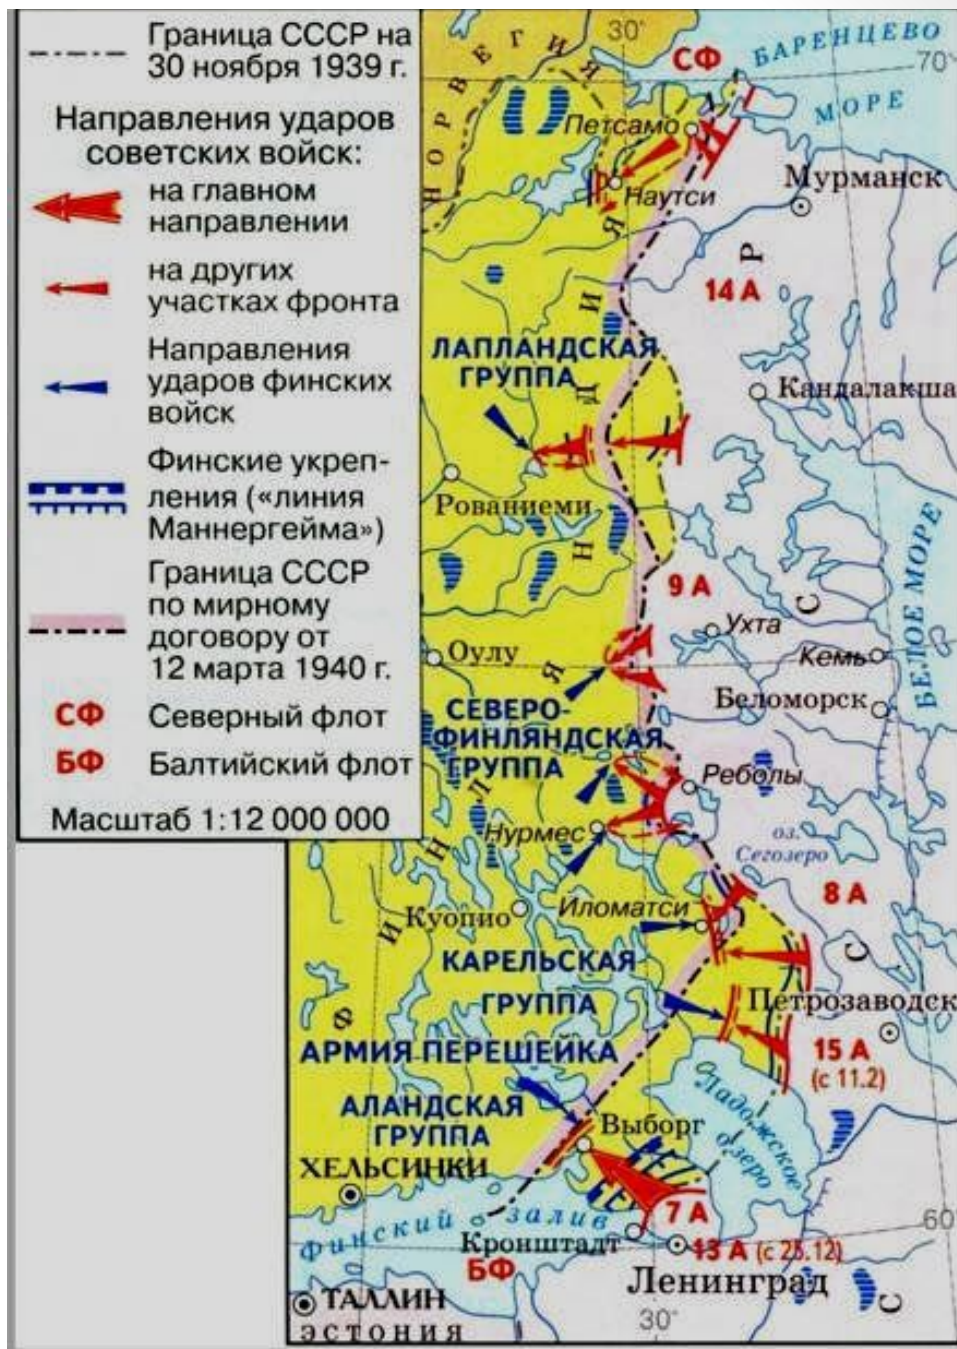 Граница СССР на
30 ноября 1939 г.
Направления ударов
советских войск:
на главном
направлении
на других
участках фронта
Направления
ударов финских
войск
Финские укреп-
ления («линия
Маннергейма»)
Граница СССР
по мирному
договору от
12 марта 1940 г.
СФ Северный флот
БФ Балтийский флот
Масштаб 1:12 000 000
30°
НОРВЕГИЯ
СФ
БАРЕНЦЕВО
70°
МОРЕ
Петсамо
Мурманск
Наутси
14 А
ЛАПЛАНДСКАЯ
ГРУППА
Кандалакша
Рованиеми
9 А
БЕЛОЕ МОРЕ
Ухта
Оулу
Кемь
Беломорск
СЕВЕРО-
ФИНЛЯНДСКАЯ
ГРУППА
Реболы
Нурмес
оз.
Сегозеро
8 А
Иломатси
Куопио
КАРЕЛЬСКАЯ
ГРУППА
Петрозаводск
АРМИЯ ПЕРЕШЕЙКА
15 А
(с 11.2)
Ладожское
озеро
АЛАНДСКАЯ
ГРУППА
Выборг
ХЕЛЬСИНКИ
ФИНЛЯНДИЯ
СССР
7 А
60°
Финский залив
Кронштадт
13 А (с 25.12)
БФ
Ленинград
ТАЛЛИН
ЭСТОНИЯ
30°